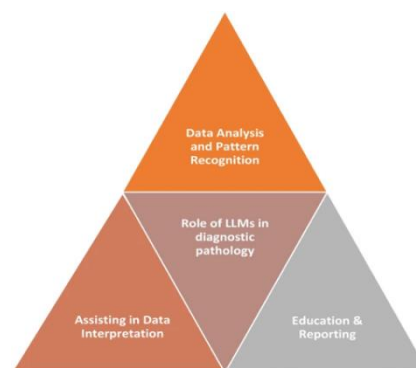 Data Analysis
and Pattern
Recognition
Role of LLMs in
diagnostic
pathology
Assisting in Data
Interpretation
Education &
Reporting